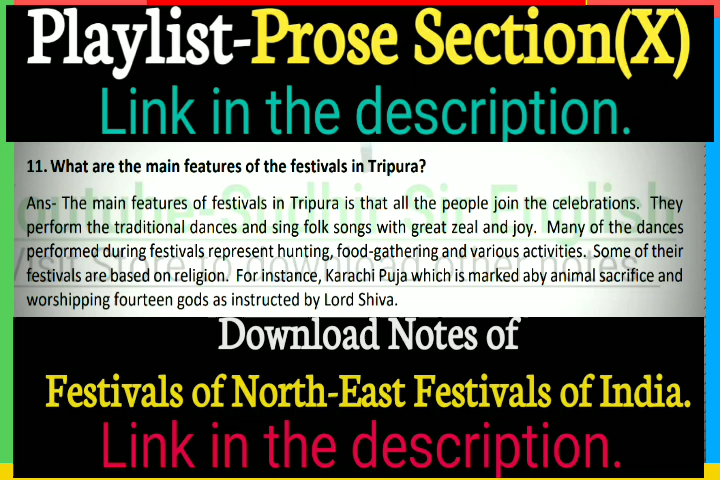 Playlist-Prose Section(X)
Link in the description.
11. What are the main features of the festivals in Tripura?
Ans- The main features of festivals in Tripura is that all the people join the celebrations. They
perform the traditional dances and sing folk songs with great zeal and joy. Many of the dances
performed during festivals represent hunting, food-gathering and various activities. Some of their
festivals are based on religion. For instance, Karachi Puja which is marked aby animal sacrifice and
worshipping fourteen gods as instructed by Lord Shiva.
Download Notes of
Festivals of North-East Festivals of India.
Link in the description.